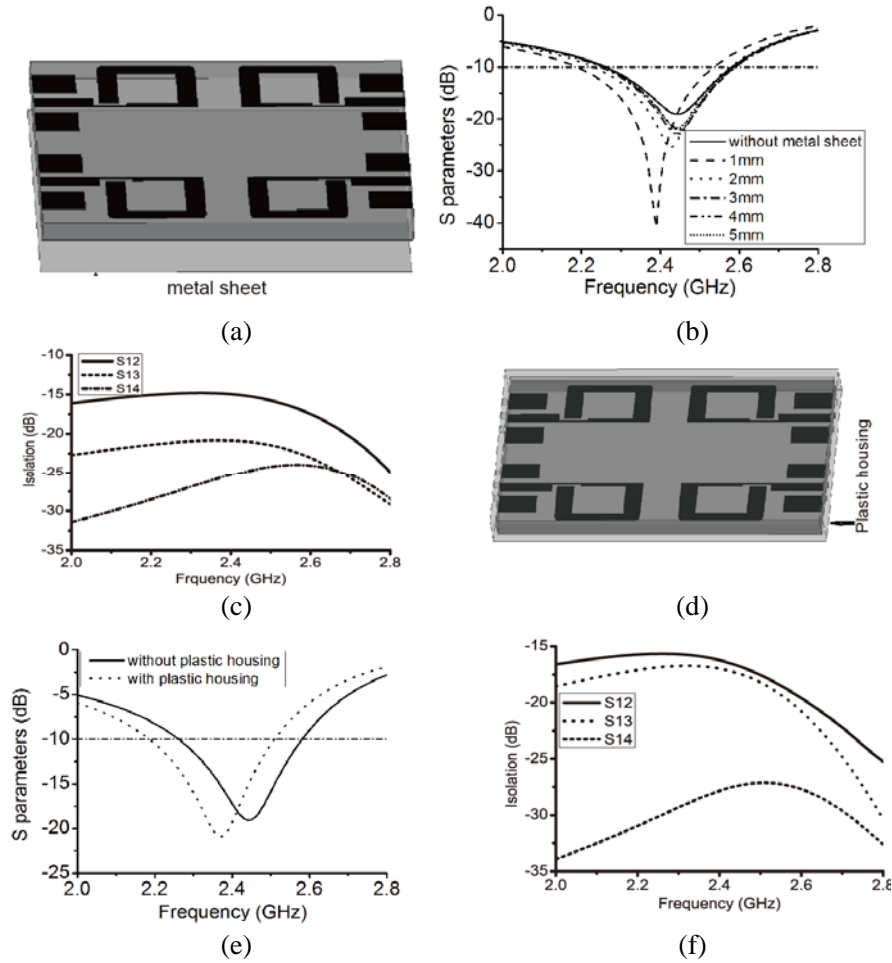 metal sheet
(a)
0
-10
-20
-30
-40
S parameters (dB)
without metal sheet
1mm
2mm
3mm
4mm
5mm
2.0 2.2 2.4 2.6 2.8
Frequency (GHz)
(b)
-10
-15
-20
-25
-30
-35
Isolation (dB)
S12
S13
S14
2.0 2.2 2.4 2.6 2.8
Frquency (GHz)
(c)
Plastic housing
(d)
0
-5
-10
-15
-20
-25
S parameters (dB)
without plastic housing
with plastic housing
2.0 2.2 2.4 2.6 2.8
Frequency (GHz)
(e)
-15
-20
-25
-30
-35
Isolation (dB)
S12
S13
S14
2.0 2.2 2.4 2.6 2.8
Frequency (GHz)
(f)